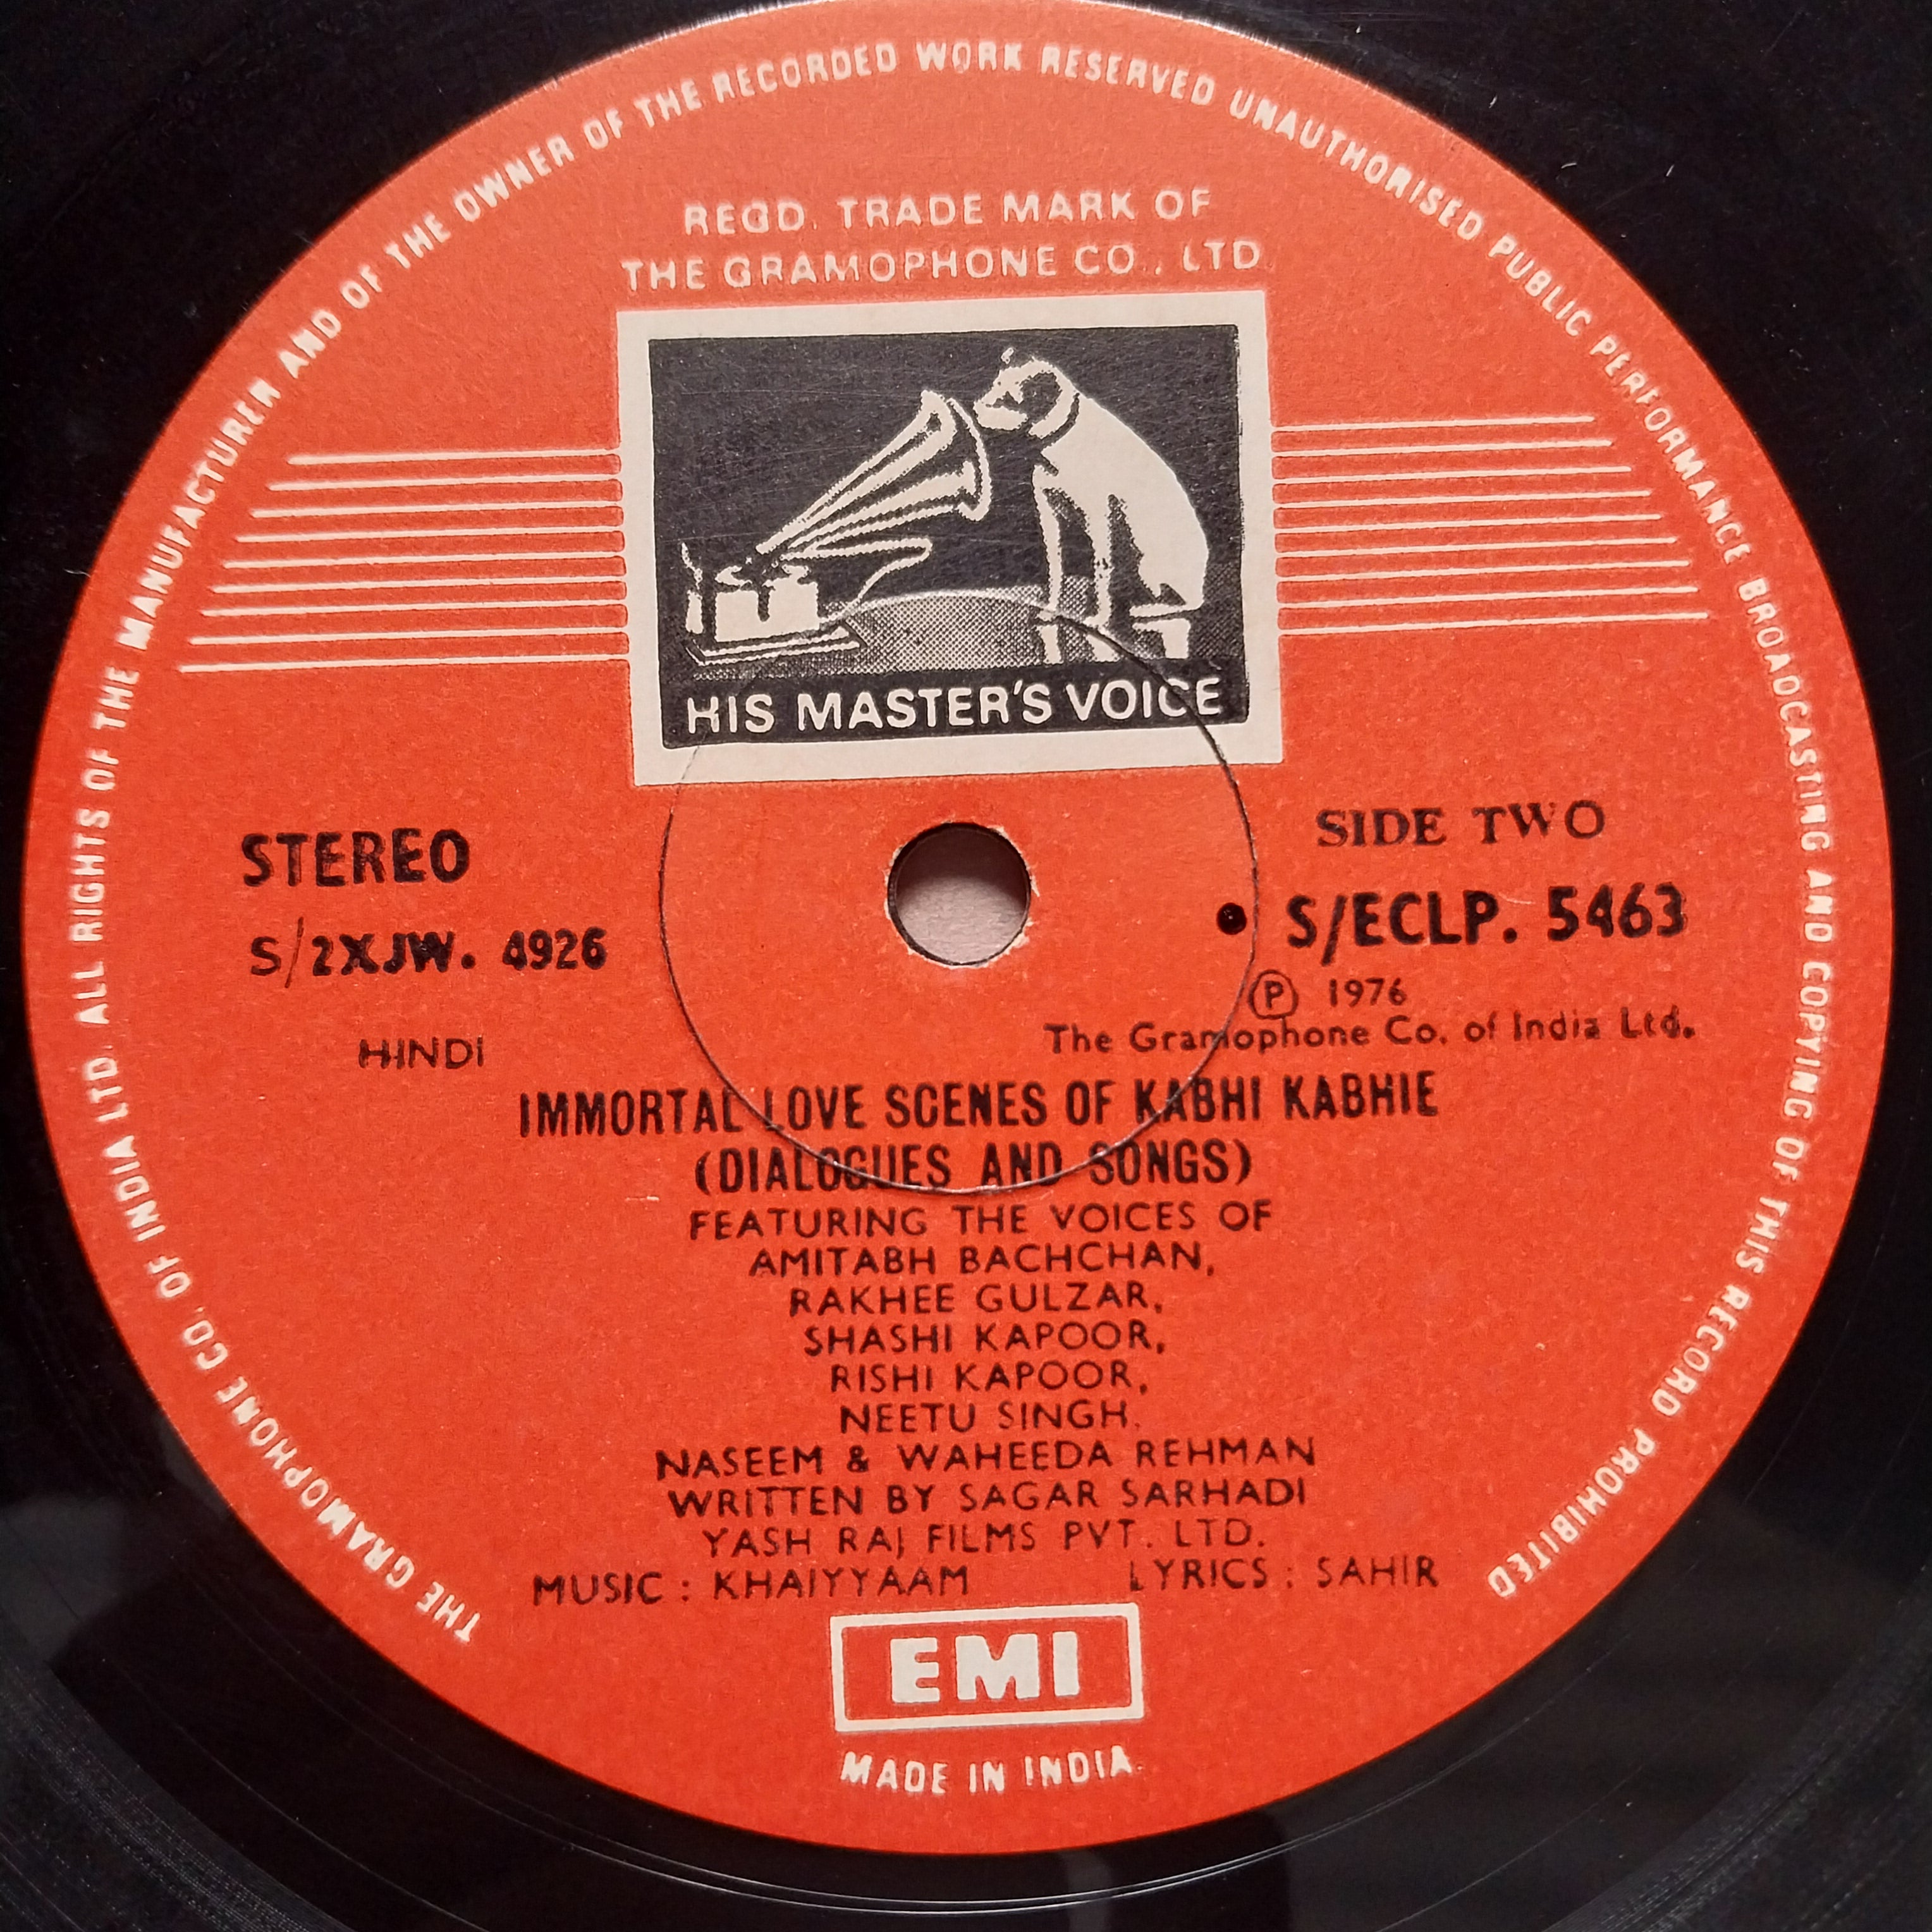 THE GRAMOPHONE CO. OF INDIA LTD. ALL RIGHTS OF THE MANUFACTURER AND OF THE OWNER OF THE RECORDED WORK RESERVED UNAUTHORISED PUBLIC PERFORMANCE BROADCASTING AND COPYING OF THIS RECORD PROHIBITED
REGD. TRADE MARK OF
THE GRAMOPHONE CO., LTD.
HIS MASTER'S VOICE
STEREO
S/2XJW. 4926
HINDI
SIDE TWO
S/ECLP. 5463
Ⓟ 1976
The Gramophone Co. of India Ltd.
IMMORTAL LOVE SCENES OF KABHI KABHIE
(DIALOGUES AND SONGS)
FEATURING THE VOICES OF
AMITABH BACHCHAN,
RAKHEE GULZAR,
SHASHI KAPOOR,
RISHI KAPOOR,
NEETU SINGH.
NASEEM & WAHEEDA REHMAN
WRITTEN BY SAGAR SARHADI
YASH RAJ FILMS PVT. LTD.
MUSIC : KHAIYYAAM LYRICS : SAHIR
EMI
MADE IN INDIA